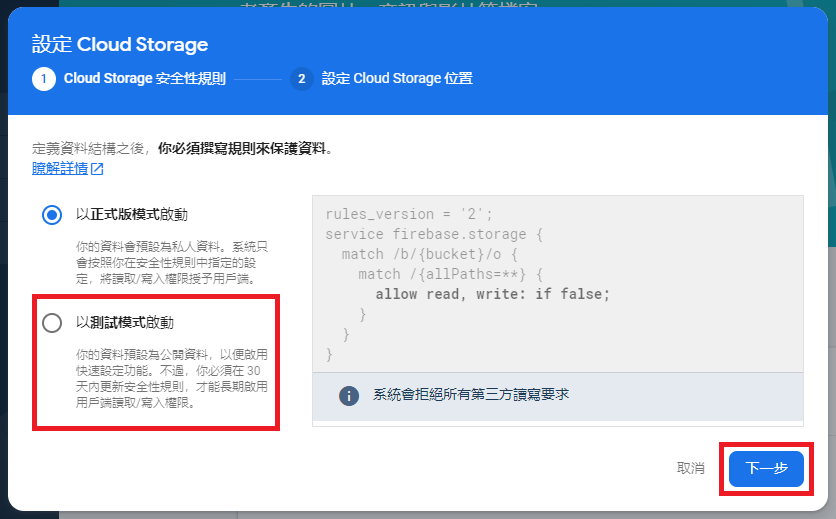 設定 Cloud Storage
1 Cloud Storage 安全性規則
2 設定 Cloud Storage 位置
定義資料結構之後，你必須撰寫規則來保護資料。
瞭解詳情
以正式版模式啟動
你的資料會預設為私人資料。系統只
會按照你在安全性規則中指定的設
定，將讀取/寫入權限授予用戶端。
以測試模式啟動
你的資料預設為公開資料，以便啟用
快速設定功能。不過，你必須在 30
天內更新安全性規則，才能長期啟用
用戶端讀取/寫入權限。
rules_version = '2';
service firebase.storage {
match /b/{bucket}/o {
match /{allPaths=**} {
allow read, write: if false;
}
}
}
系統會拒絕所有第三方讀寫要求
取消
下一步